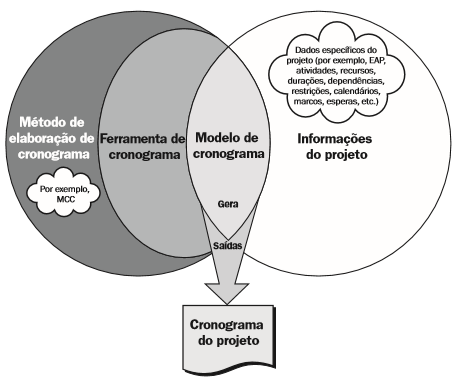 Dados específicos do
projeto (por exemplo, EAP,
atividades, recursos,
durações, dependências,
restrições, calendários,
marcos, esperas, etc.)
Método de
elaboração de
cronograma
Ferramenta de
cronograma
Modelo de
cronograma
Informações
do projeto
Por exemplo,
MCC
Gera
Saídas
Cronograma
do projeto